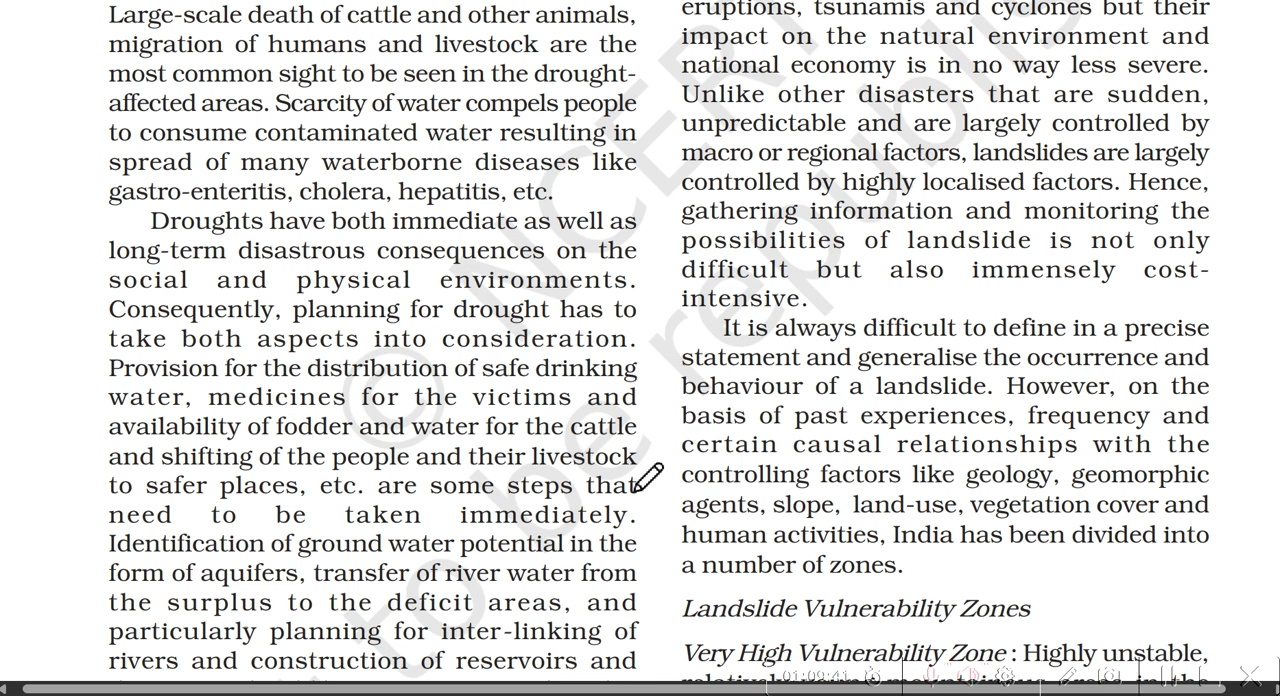 Large-scale death of cattle and other animals,
migration of humans and livestock are the
most common sight to be seen in the drought-
affected areas. Scarcity of water compels people
to consume contaminated water resulting in
spread of many waterborne diseases like
gastro-enteritis, cholera, hepatitis, etc.
Droughts have both immediate as well as
long-term disastrous consequences on the
social and physical environments.
Consequently, planning for drought has to
take both aspects into consideration.
Provision for the distribution of safe drinking
water, medicines for the victims and
availability of fodder and water for the cattle
and shifting of the people and their livestock
to safer places, etc. are some steps that
need to be taken immediately.
Identification of ground water potential in the
form of aquifers, transfer of river water from
the surplus to the deficit areas, and
particularly planning for inter-linking of
rivers and construction of reservoirs and
eruptions, tsunamis and cyclones but their
impact on the natural environment and
national economy is in no way less severe.
Unlike other disasters that are sudden,
unpredictable and are largely controlled by
macro or regional factors, landslides are largely
controlled by highly localised factors. Hence,
gathering information and monitoring the
possibilities of landslide is not only
difficult but also immensely cost-
intensive.
It is always difficult to define in a precise
statement and generalise the occurrence and
behaviour of a landslide. However, on the
basis of past experiences, frequency and
certain causal relationships with the
controlling factors like geology, geomorphic
agents, slope, land-use, vegetation cover and
human activities, India has been divided into
a number of zones.
Landslide Vulnerability Zones
Very High Vulnerability Zone : Highly unstable,
© NCERT
to be republis
01:09:41